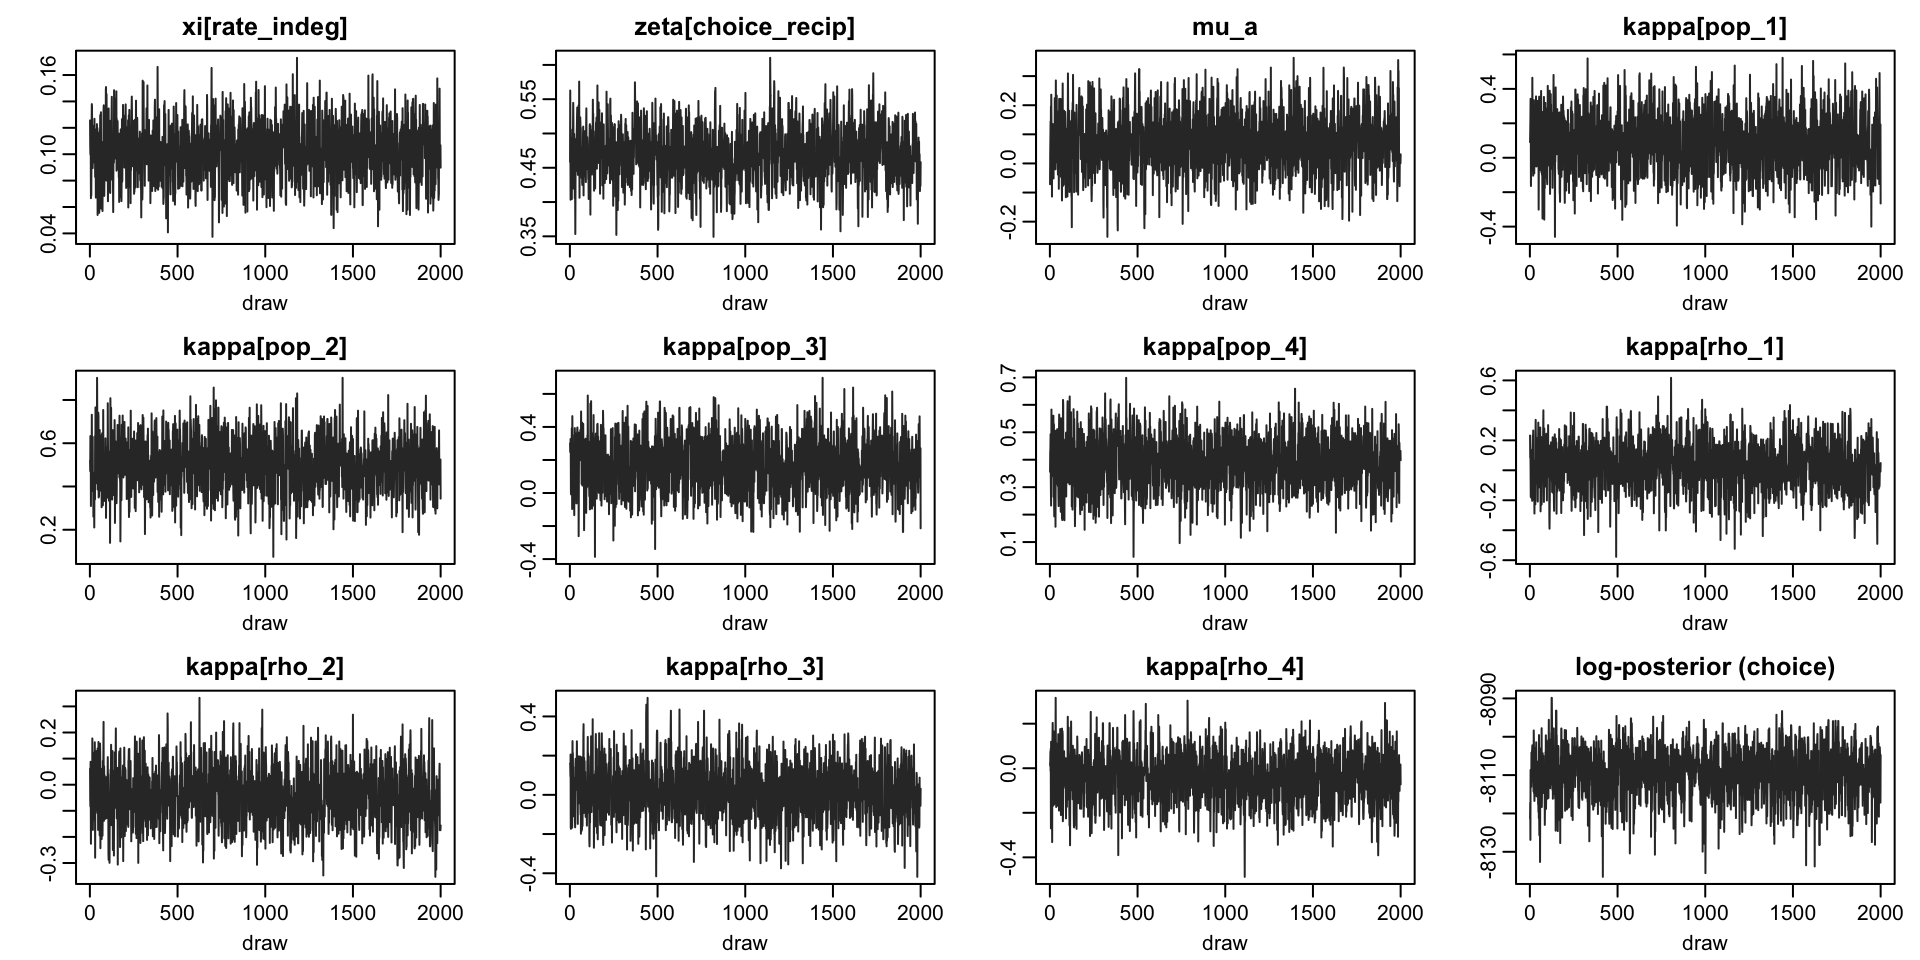 xi[rate_indeg]
0.04 0.10 0.16
0 500 1000 1500 2000
draw
zeta[choice_recip]
0.35 0.45 0.55
0 500 1000 1500 2000
draw
mu_a
-0.2 0.0 0.2
0 500 1000 1500 2000
draw
kappa[pop_1]
-0.4 0.0 0.4
0 500 1000 1500 2000
draw
kappa[pop_2]
0.2 0.6
0 500 1000 1500 2000
draw
kappa[pop_3]
-0.4 0.0 0.4
0 500 1000 1500 2000
draw
kappa[pop_4]
0.1 0.3 0.5 0.7
0 500 1000 1500 2000
draw
kappa[rho_1]
-0.6 -0.2 0.2 0.6
0 500 1000 1500 2000
draw
kappa[rho_2]
-0.3 0.0 0.2
0 500 1000 1500 2000
draw
kappa[rho_3]
-0.4 0.0 0.4
0 500 1000 1500 2000
draw
kappa[rho_4]
-0.4 0.0
0 500 1000 1500 2000
draw
log-posterior (choice)
-8130 -8110 -8090
0 500 1000 1500 2000
draw